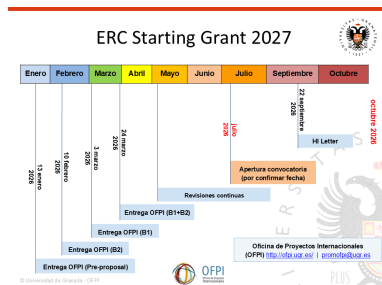 ERC Starting Grant 2027
Enero
Febrero
Marzo
Abril
Mayo
Junio
Julio
Septiembre
Octubre
13 enero
2026
10 febrero
2026
3 marzo
2026
24 marzo
2026
julio
2026
22 septiembre
2026
octubre 2026
HI Letter
Apertura convocatoria
(por confirmar fecha)
Revisiones continuas
Entrega OFPI (B1+B2)
Entrega OFPI (B1)
Entrega OFPI (B2)
Entrega OFPI (Pre-proposal)
Oficina de Proyectos Internacionales
(OFPI) http://ofpi.ugr.es/ | promofpi@ugr.es
© Universidad de Granada - OFPI
OFPI
PLUS